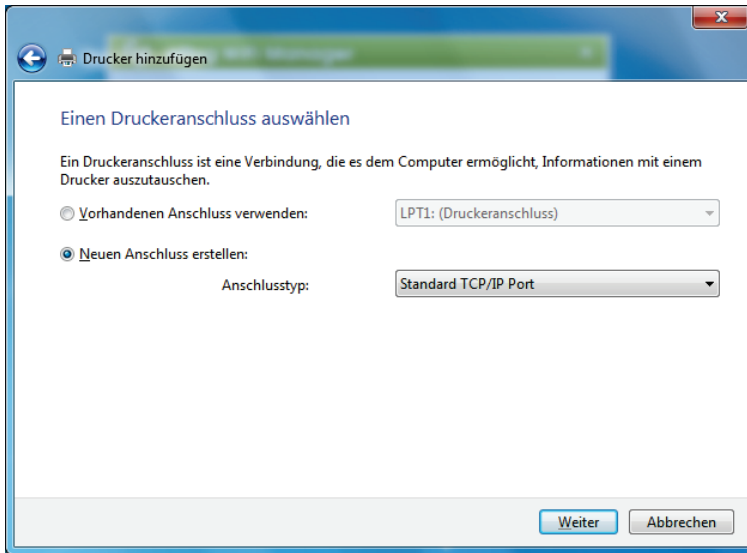 Drucker hinzufügen
Einen Druckeranschluss auswählen
Ein Druckeranschluss ist eine Verbindung, die es dem Computer ermöglicht, Informationen mit einem
Drucker auszutauschen.
Vorhandenen Anschluss verwenden: LPT1: (Druckeranschluss)
Neuen Anschluss erstellen:
Anschlusstyp: Standard TCP/IP Port
Weiter Abbrechen